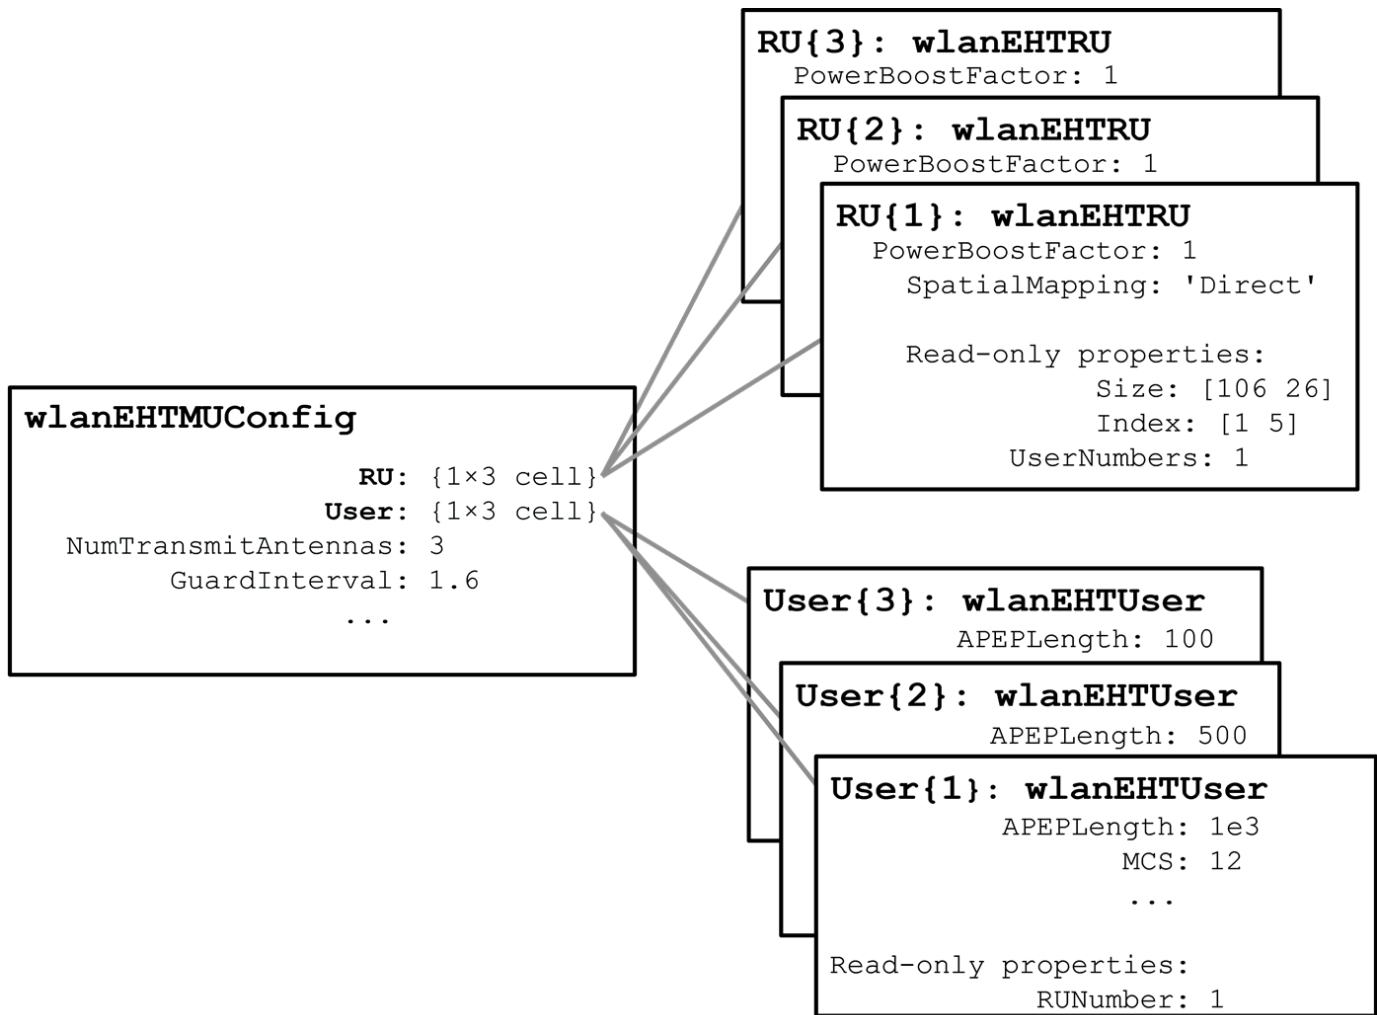 RU{3}: wlanEHTRU
PowerBoostFactor: 1
RU{2}: wlanEHTRU
PowerBoostFactor: 1
RU{1}: wlanEHTRU
PowerBoostFactor: 1
SpatialMapping: 'Direct'
Read-only properties:
Size: [106 26]
Index: [1 5]
UserNumbers: 1
wlanEHTMUConfig
RU: {1×3 cell}
User: {1×3 cell}
NumTransmitAntennas: 3
GuardInterval: 1.6
...
User{3}: wlanEHTUser
APEPLength: 100
User{2}: wlanEHTUser
APEPLength: 500
User{1}: wlanEHTUser
APEPLength: 1e3
MCS: 12
...
Read-only properties:
RUNumber: 1